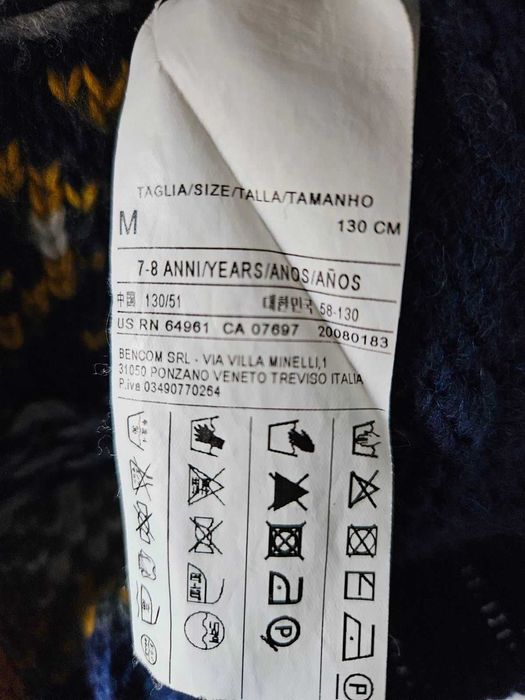 TAGLIA/SIZE/TALLA/TAMANHO
M 130 CM
7-8 ANNI/YEARS/ANOS/AÑOS
中国 130/51 대한민국 58-130
US RN 64961 CA 07697 20080183
BENCOM SRL - VIA VILLA MINELLI,1
31050 PONZANO VENETO TREVISO ITALIA
P.iva 03490770264
P
P